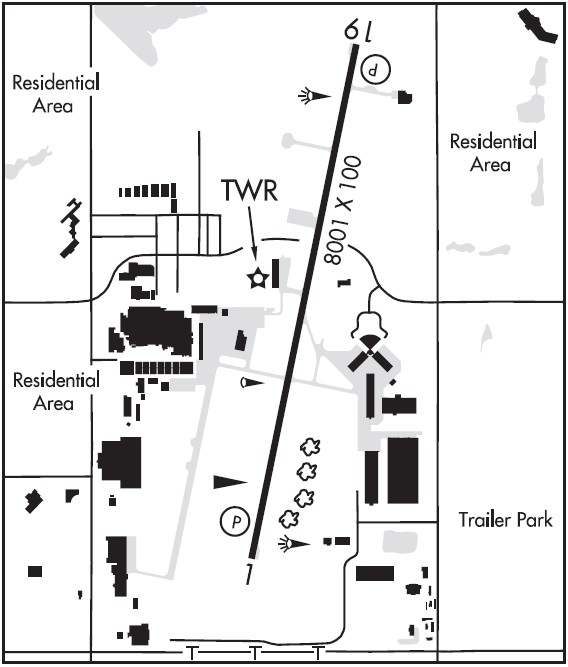 19
P
Residential
Area
Residential
Area
8001 X 100
TWR
Residential
Area
Trailer Park
P
1